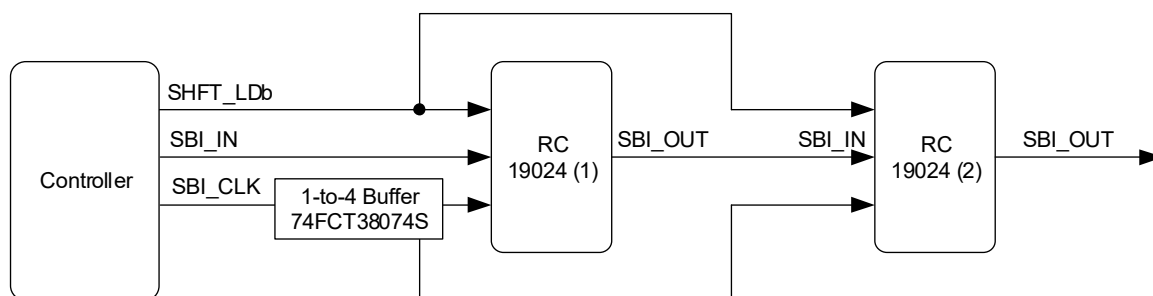 SHFT_LDb
SBI_IN
SBI_CLK
Controller
1-to-4 Buffer
74FCT38074S
RC
19024 (1)
SBI_OUT
SBI_IN
RC
19024 (2)
SBI_OUT